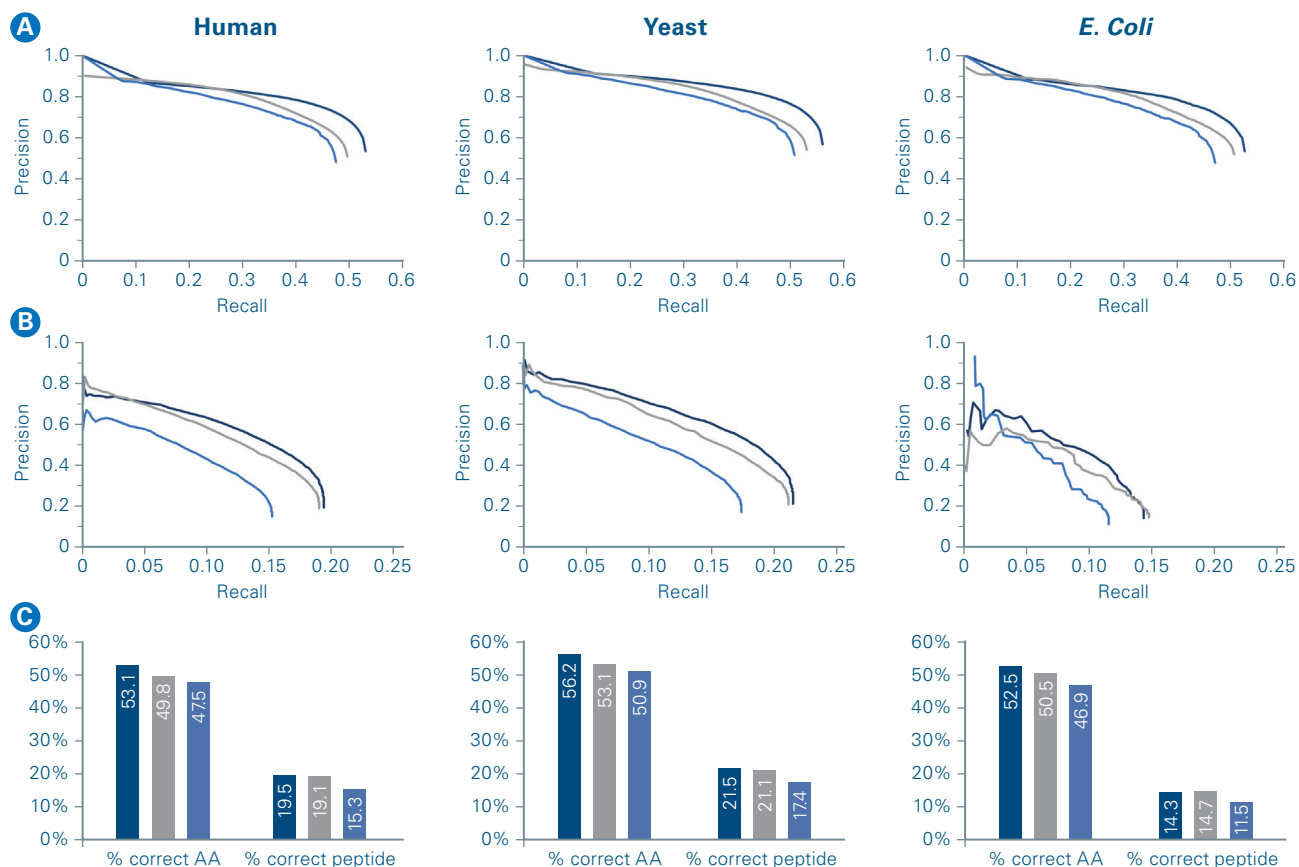 A
Human
Yeast
E. Coli
1.0
0.8
0.6
0.4
0.2
0
Precision
0 0.1 0.2 0.3 0.4 0.5 0.6
Recall
1.0
0.8
0.6
0.4
0.2
0
Precision
0 0.1 0.2 0.3 0.4 0.5 0.6
Recall
1.0
0.8
0.6
0.4
0.2
0
Precision
0 0.1 0.2 0.3 0.4 0.5 0.6
Recall
B
1.0
0.8
0.6
0.4
0.2
0
Precision
0 0.05 0.10 0.15 0.20 0.25
Recall
1.0
0.8
0.6
0.4
0.2
0
Precision
0 0.05 0.10 0.15 0.20 0.25
Recall
1.0
0.8
0.6
0.4
0.2
0
Precision
0 0.05 0.10 0.15 0.20 0.25
Recall
C
60%
50%
40%
30%
20%
10%
0%
53.1
49.8
47.5
19.5
19.1
15.3
% correct AA
% correct peptide
60%
50%
40%
30%
20%
10%
0%
56.2
53.1
50.9
21.5
21.1
17.4
% correct AA
% correct peptide
60%
50%
40%
30%
20%
10%
0%
52.5
50.5
46.9
14.3
14.7
11.5
% correct AA
% correct peptide